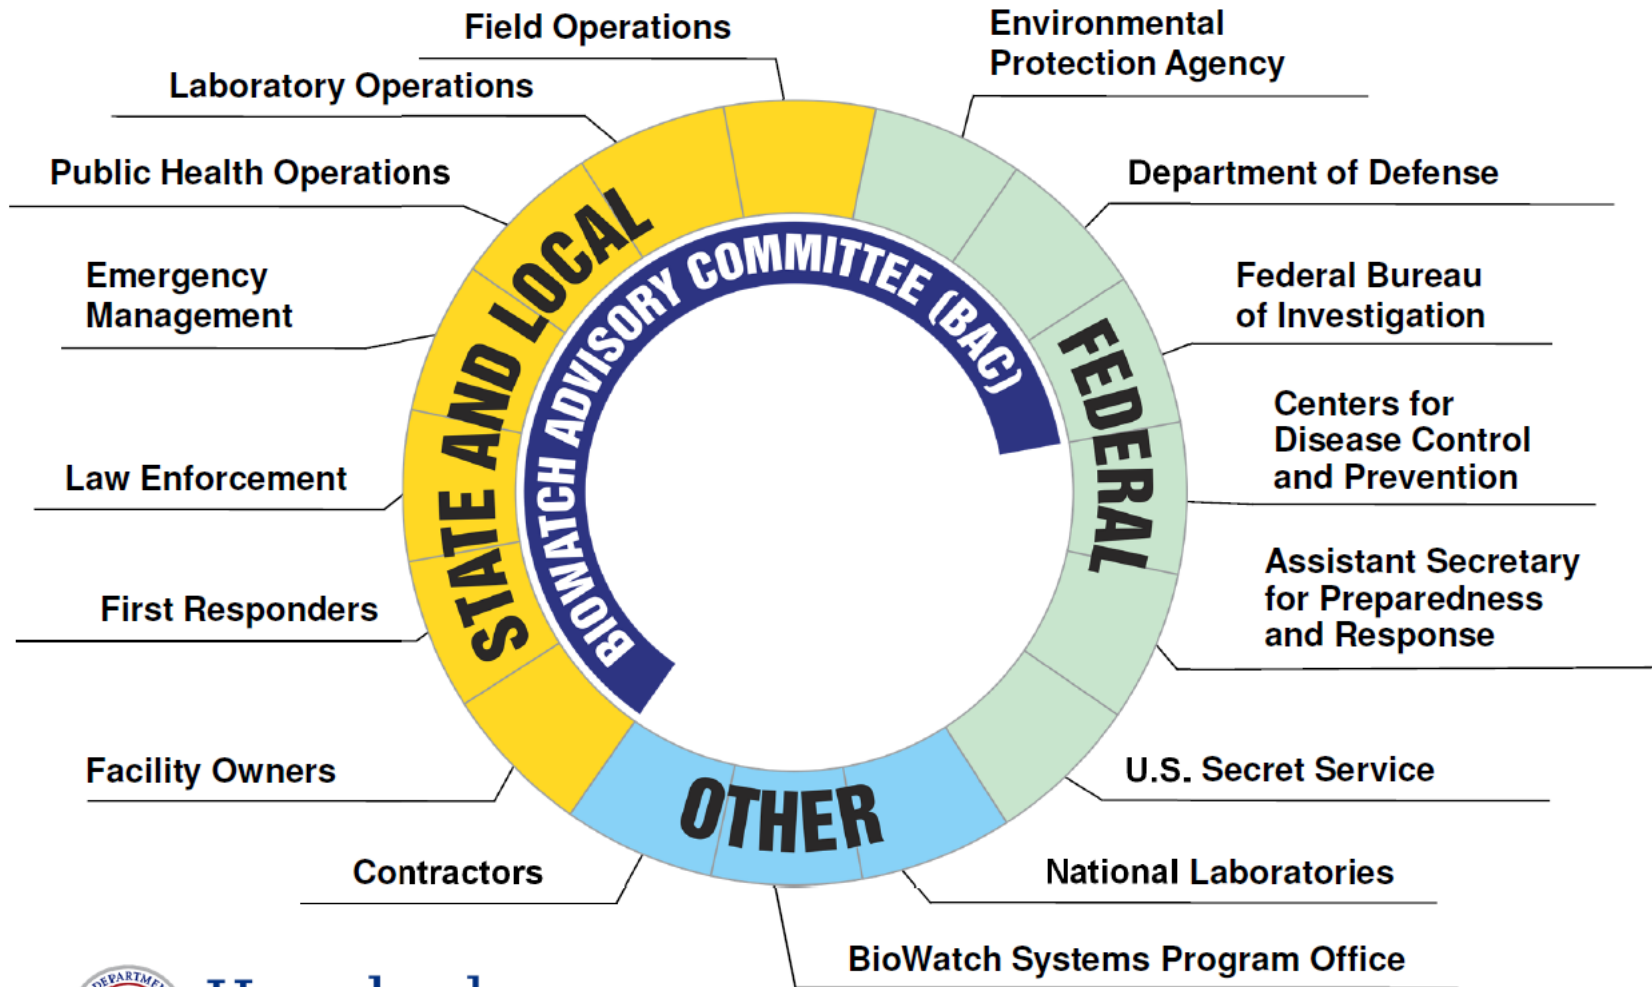 Field Operations
Laboratory Operations
Public Health Operations
Emergency
Management
Law Enforcement
First Responders
Facility Owners
Contractors
Environmental
Protection Agency
Department of Defense
Federal Bureau
of Investigation
Centers for
Disease Control
and Prevention
Assistant Secretary
for Preparedness
and Response
U.S. Secret Service
National Laboratories
BioWatch Systems Program Office
STATE AND LOCAL
BIOWATCH ADVISORY COMMITTEE (BAC)
FEDERAL
OTHER